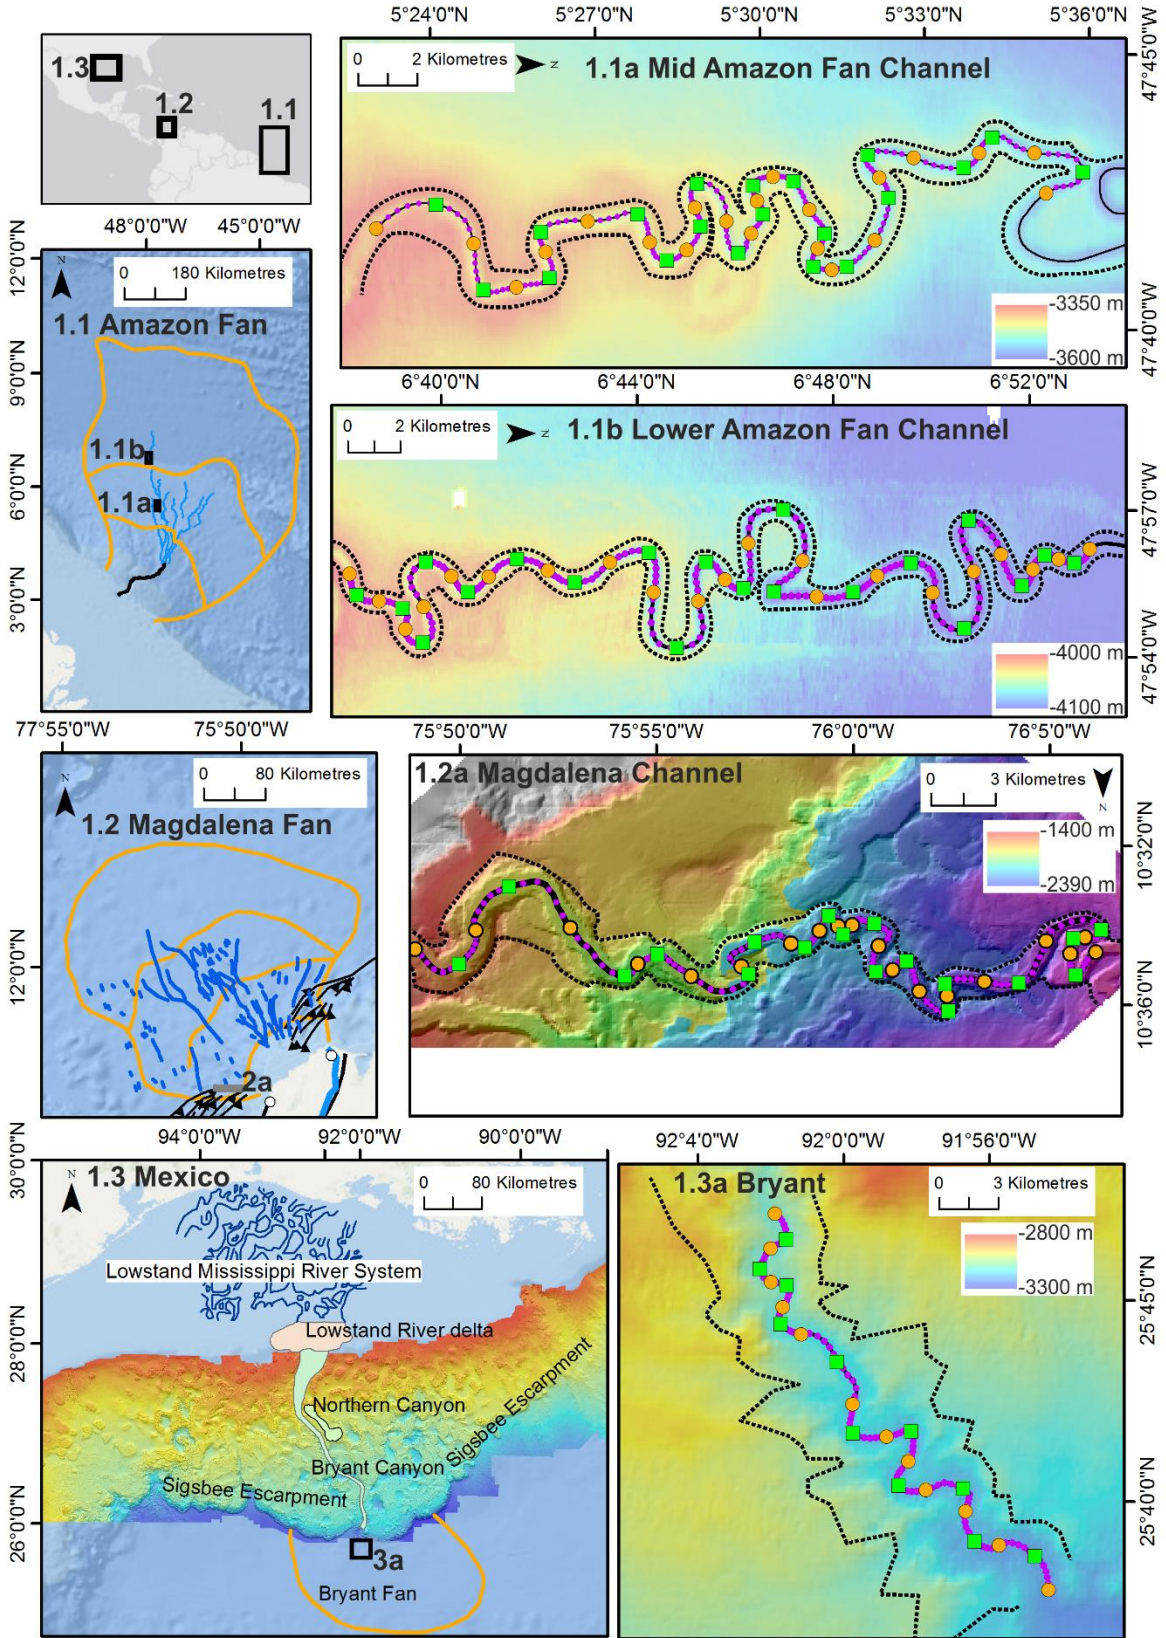 1.3
1.2
1.1
48°0'0"W 45°0'0"W
12°0'0"N
9°0'0"N
6°0'0"N
3°0'0"N
N
0 180 Kilometres
1.1 Amazon Fan
1.1b
1.1a
5°24'0"N 5°27'0"N 5°30'0"N 5°33'0"N 5°36'0"N
47°45'0"W
47°40'0"W
0 2 Kilometres
N
1.1a Mid Amazon Fan Channel
-3350 m
-3600 m
6°40'0"N 6°44'0"N 6°48'0"N 6°52'0"N
47°57'0"W
47°54'0"W
0 2 Kilometres
N
1.1b Lower Amazon Fan Channel
-4000 m
-4100 m
77°55'0"W 75°50'0"W
12°0'0"N
N
0 80 Kilometres
1.2 Magdalena Fan
2a
75°50'0"W 75°55'0"W 76°0'0"W 76°5'0"W
10°32'0"N
10°36'0"N
1.2a Magdalena Channel
0 3 Kilometres
N
-1400 m
-2390 m
94°0'0"W 92°0'0"W 90°0'0"W
30°0'0"N
28°0'0"N
26°0'0"N
N
1.3 Mexico
0 80 Kilometres
Lowstand Mississippi River System
Lowstand River delta
Northern Canyon
Bryant Canyon
Sigsbee Escarpment
Sigsbee Escarpment
3a
Bryant Fan
92°4'0"W 92°0'0"W 91°56'0"W
25°45'0"N
25°40'0"N
1.3a Bryant
0 3 Kilometres
-2800 m
-3300 m